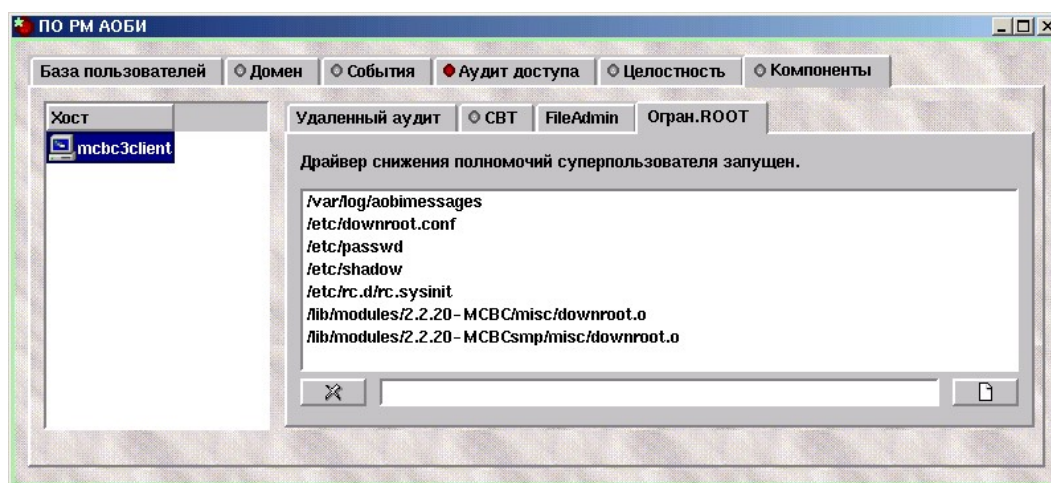 ПО РМ АОБИ
База пользователей Домен События Аудит доступа Целостность Компоненты
Хост
mcbc3client
Удаленный аудит СВТ FileAdmin Огран.ROOT
Драйвер снижения полномочий суперпользователя запущен.
/var/log/aobimessages
/etc/downroot.conf
/etc/passwd
/etc/shadow
/etc/rc.d/rc.sysinit
/lib/modules/2.2.20-MCBC/misc/downroot.o
/lib/modules/2.2.20-MCBCsmp/misc/downroot.o